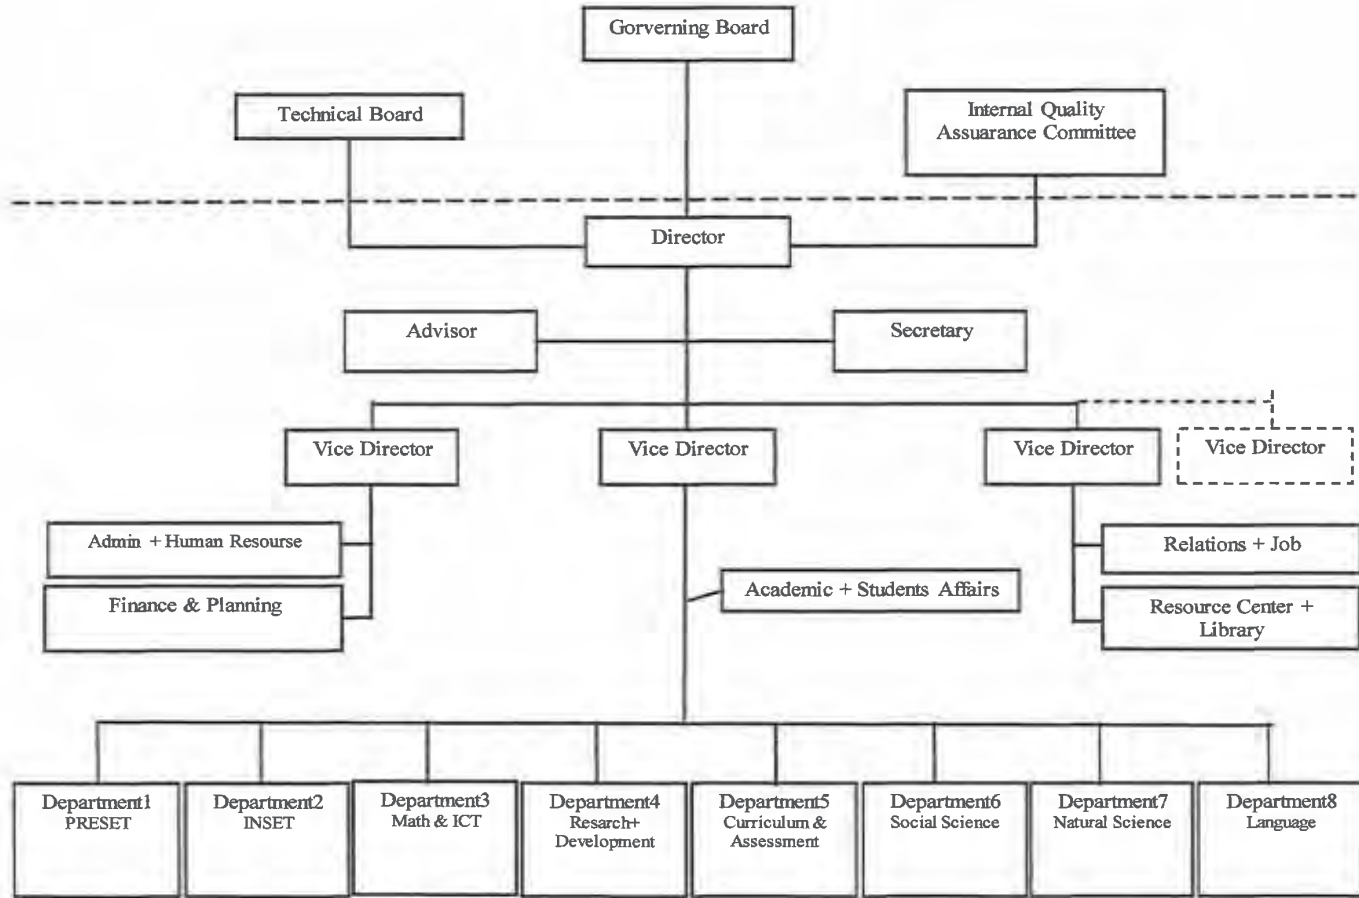 Gorverning Board
Technical Board
Internal Quality
Assuarance Committee
Director
Advisor
Secretary
Vice Director
Vice Director
Vice Director
Vice Director
Admin + Human Resourse
Finance & Planning
Academic + Students Affairs
Relations + Job
Resource Center +
Library
Department1
PRESET
Department2
INSET
Department3
Math & ICT
Department4
Resarch+
Development
Department5
Curriculum &
Assessment
Department6
Social Science
Department7
Natural Science
Department8
Language